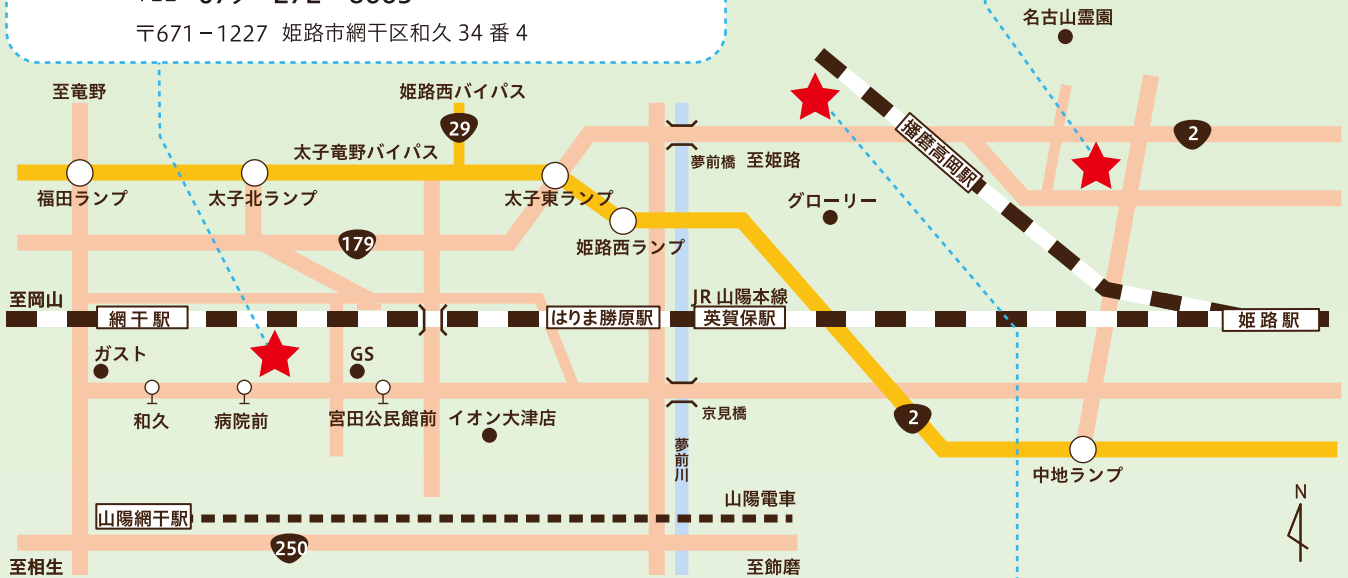 〒671－1227 姫路市網干区和久 34 番 4
名古山霊園
至竜野
姫路西バイパス
29
太子竜野バイパス
2
播磨高岡駅
夢前橋
至姫路
福田ランプ
太子北ランプ
太子東ランプ
グローリー
179
姫路西ランプ
至岡山
JR 山陽本線
網干駅
はりま勝原駅
英賀保駅
姫路駅
ガスト
GS
和久
病院前
宮田公民館前
イオン大津店
京見橋
2
夢前川
中地ランプ
山陽電車
N
山陽網干駅
250
至相生
至飾磨